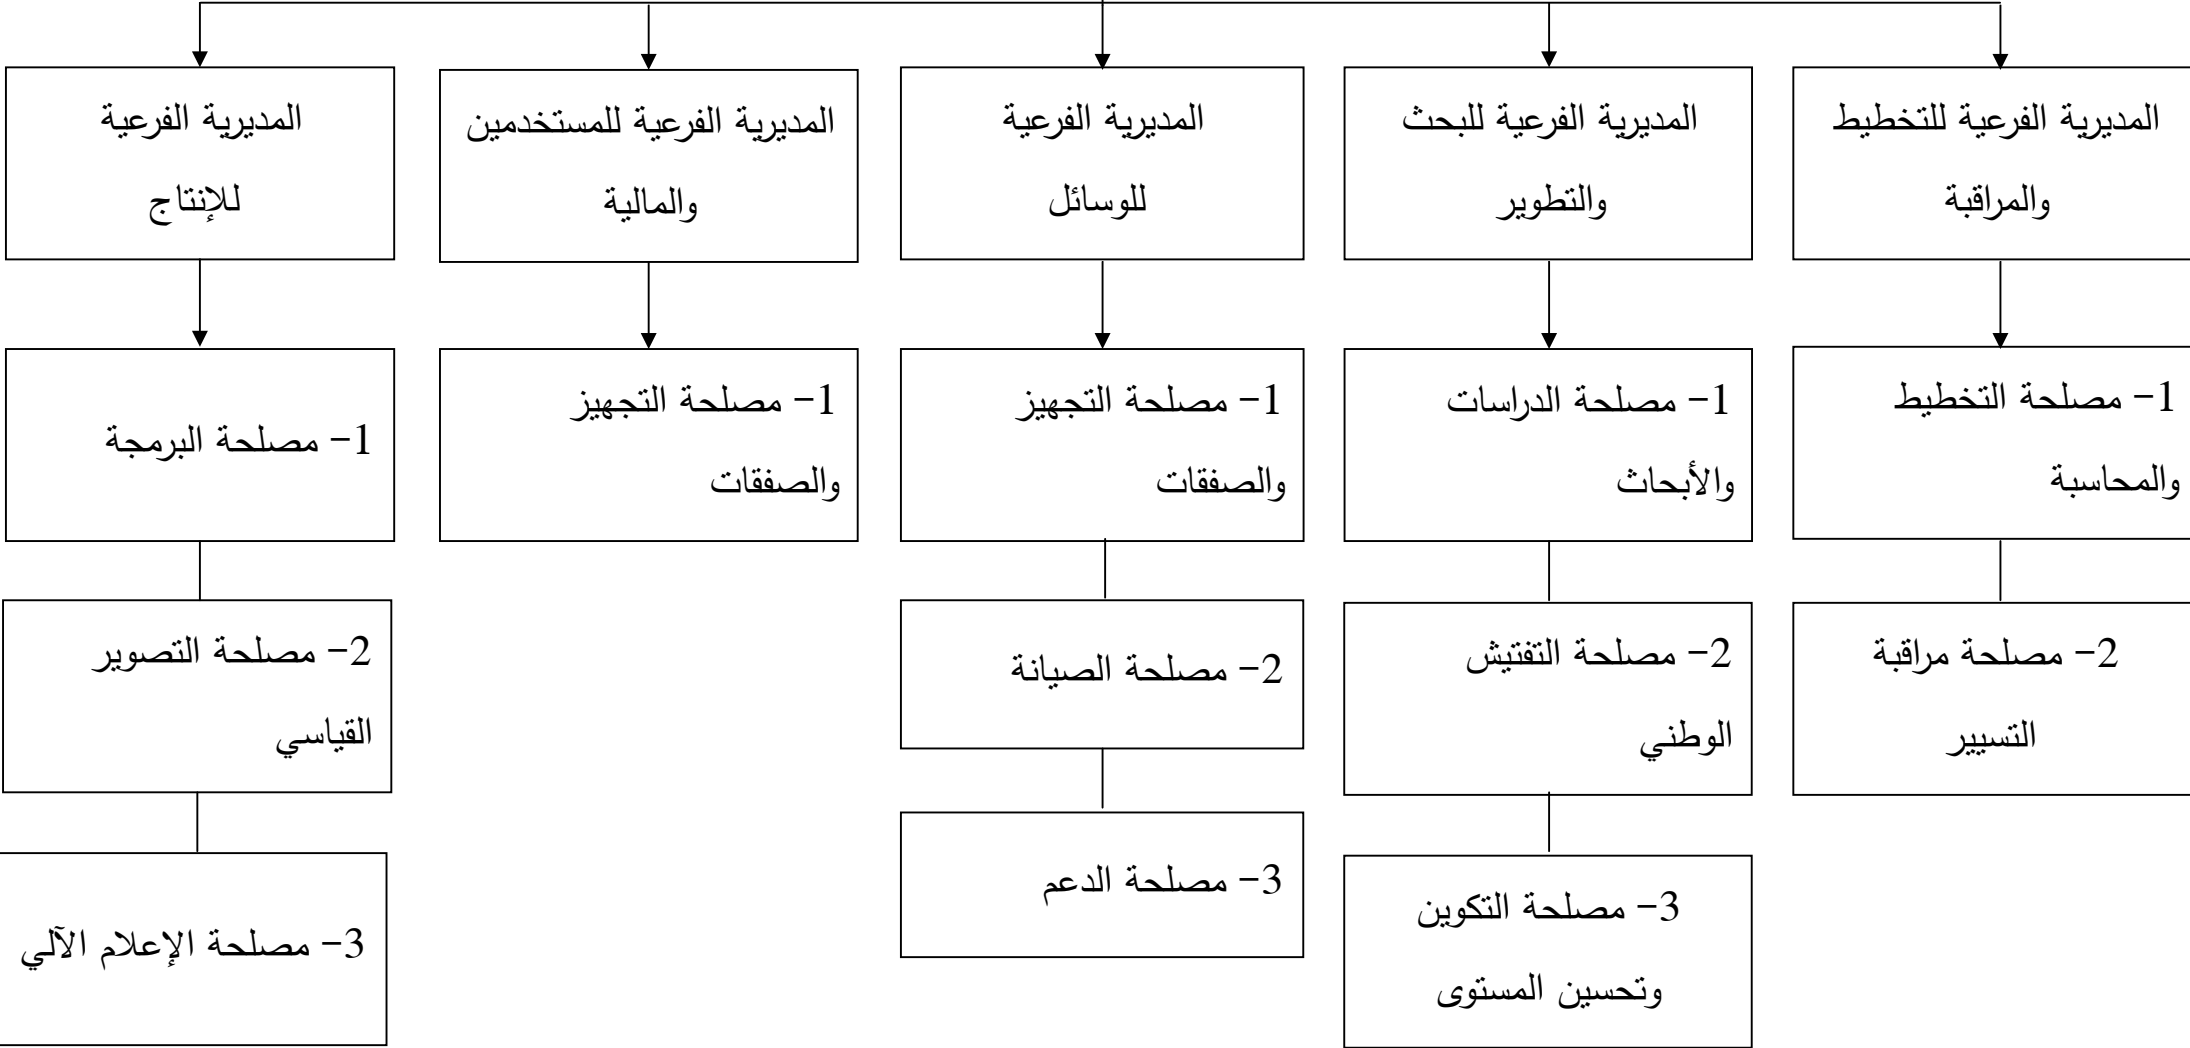 المديرية الفرعية للتخطيط
والمراقبة
المديرية الفرعية للبحث
والتطوير
المديرية الفرعية
للوسائل
المديرية الفرعية للمستخدمين
والمالية
المديرية الفرعية
للإنتاج
1- مصلحة التخطيط
والمحاسبة
1- مصلحة الدراسات
والأبحاث
1- مصلحة التجهيز
والصفقات
1- مصلحة التجهيز
والصفقات
1- مصلحة البرمجة
2- مصلحة مراقبة
التسيير
2- مصلحة التفتيش
الوطني
2- مصلحة الصيانة
2- مصلحة التصوير
القياسي
3- مصلحة التكوين
وتحسين المستوى
3- مصلحة الدعم
3- مصلحة الإعلام الآلي